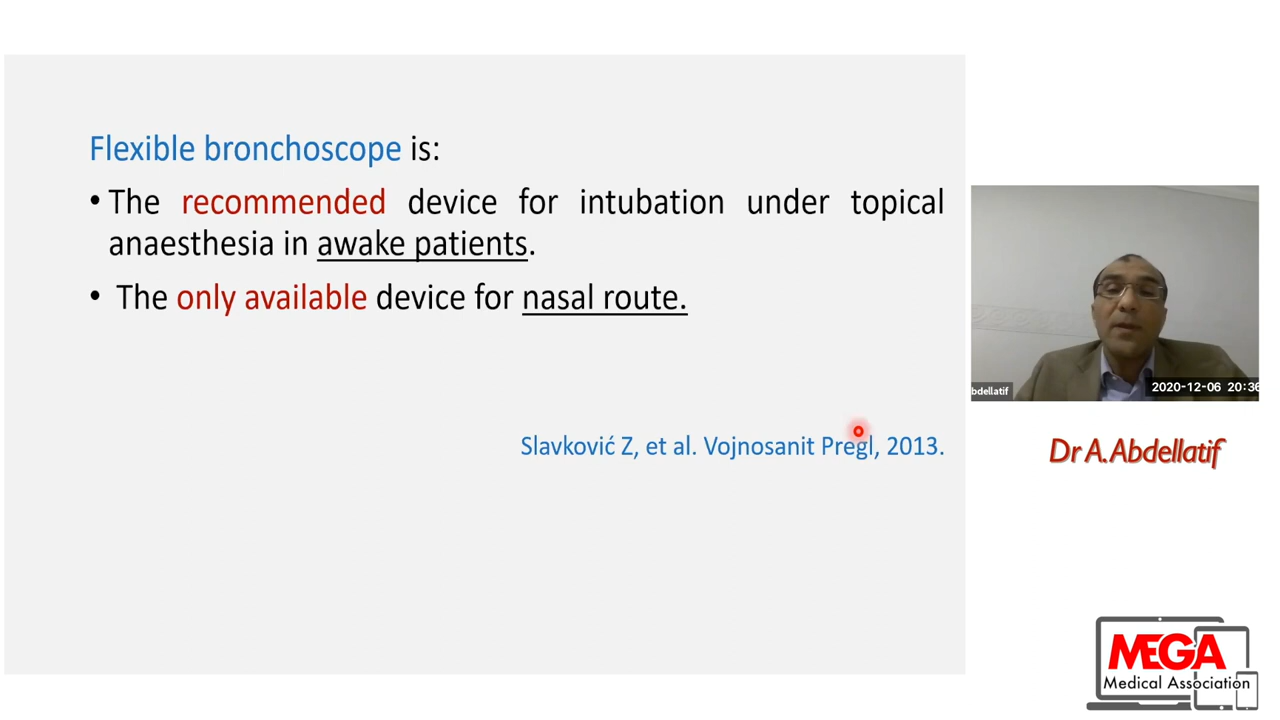 Flexible bronchoscope is:
• The recommended device for intubation under topical
anaesthesia in awake patients.
• The only available device for nasal route.
Slavković Z, et al. Vojnosanit Pregl, 2013.
bdellatif
2020-12-06 20:36
Dr A.Abdellatif
MEGA
Medical Association